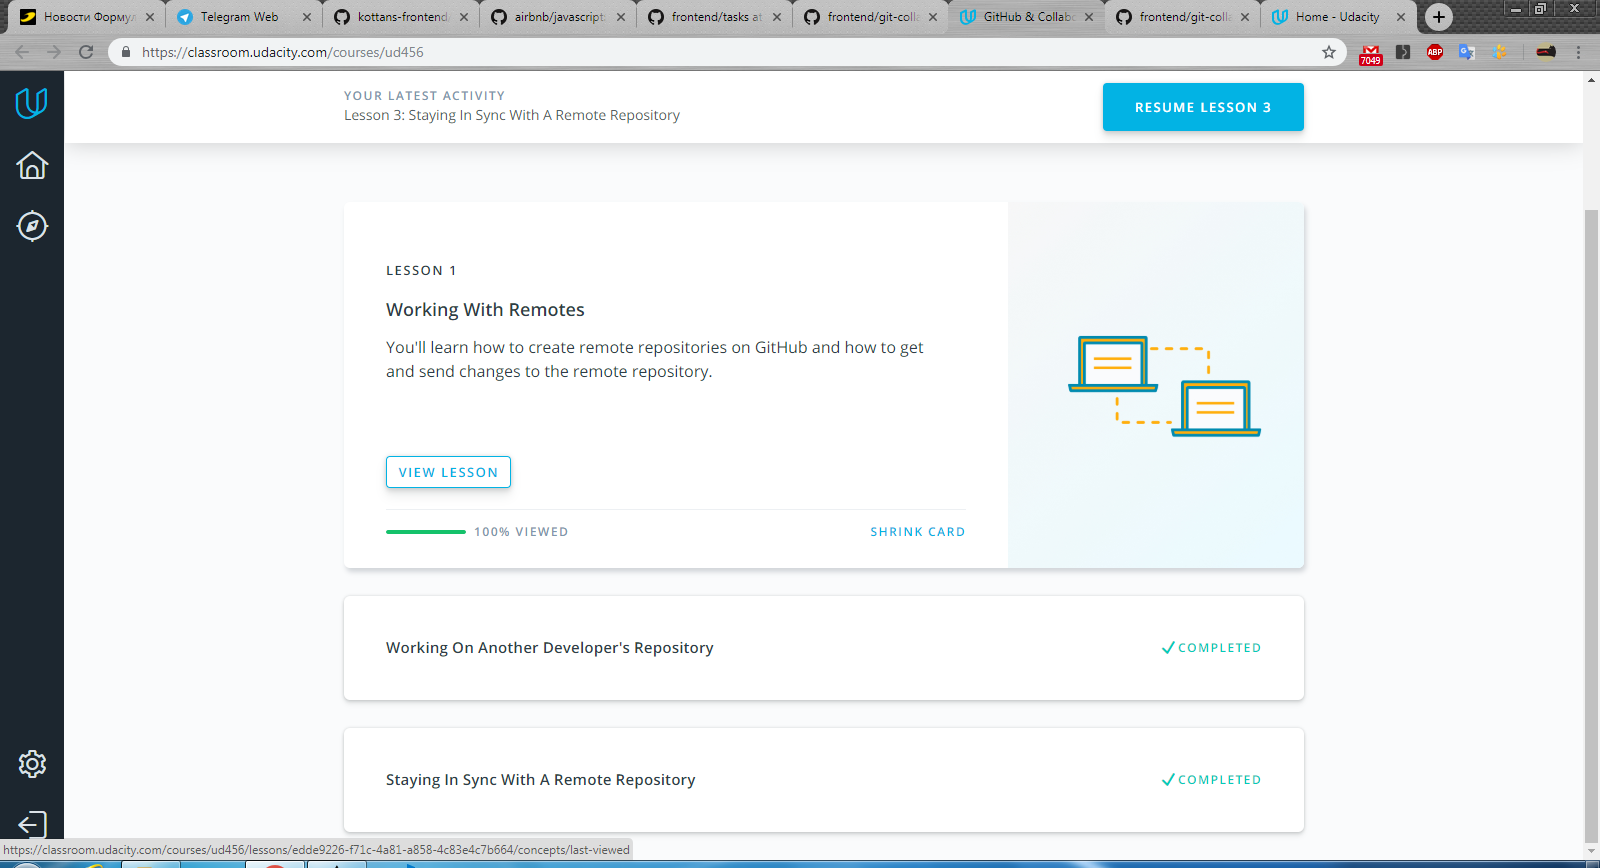 Новости Формул
Telegram Web
kottans-frontend
airbnb/javascript
frontend/tasks at
frontend/git-colla
GitHub & Collabo
frontend/git-colla
Home - Udacity
https://classroom.udacity.com/courses/ud456
7049
ABP
YOUR LATEST ACTIVITY
Lesson 3: Staying In Sync With A Remote Repository
RESUME LESSON 3
LESSON 1
Working With Remotes
You'll learn how to create remote repositories on GitHub and how to get
and send changes to the remote repository.
VIEW LESSON
100% VIEWED
SHRINK CARD
Working On Another Developer's Repository
COMPLETED
Staying In Sync With A Remote Repository
COMPLETED
https://classroom.udacity.com/courses/ud456/lessons/edde9226-f71c-4a81-a858-4c83e4c7b664/concepts/last-viewed